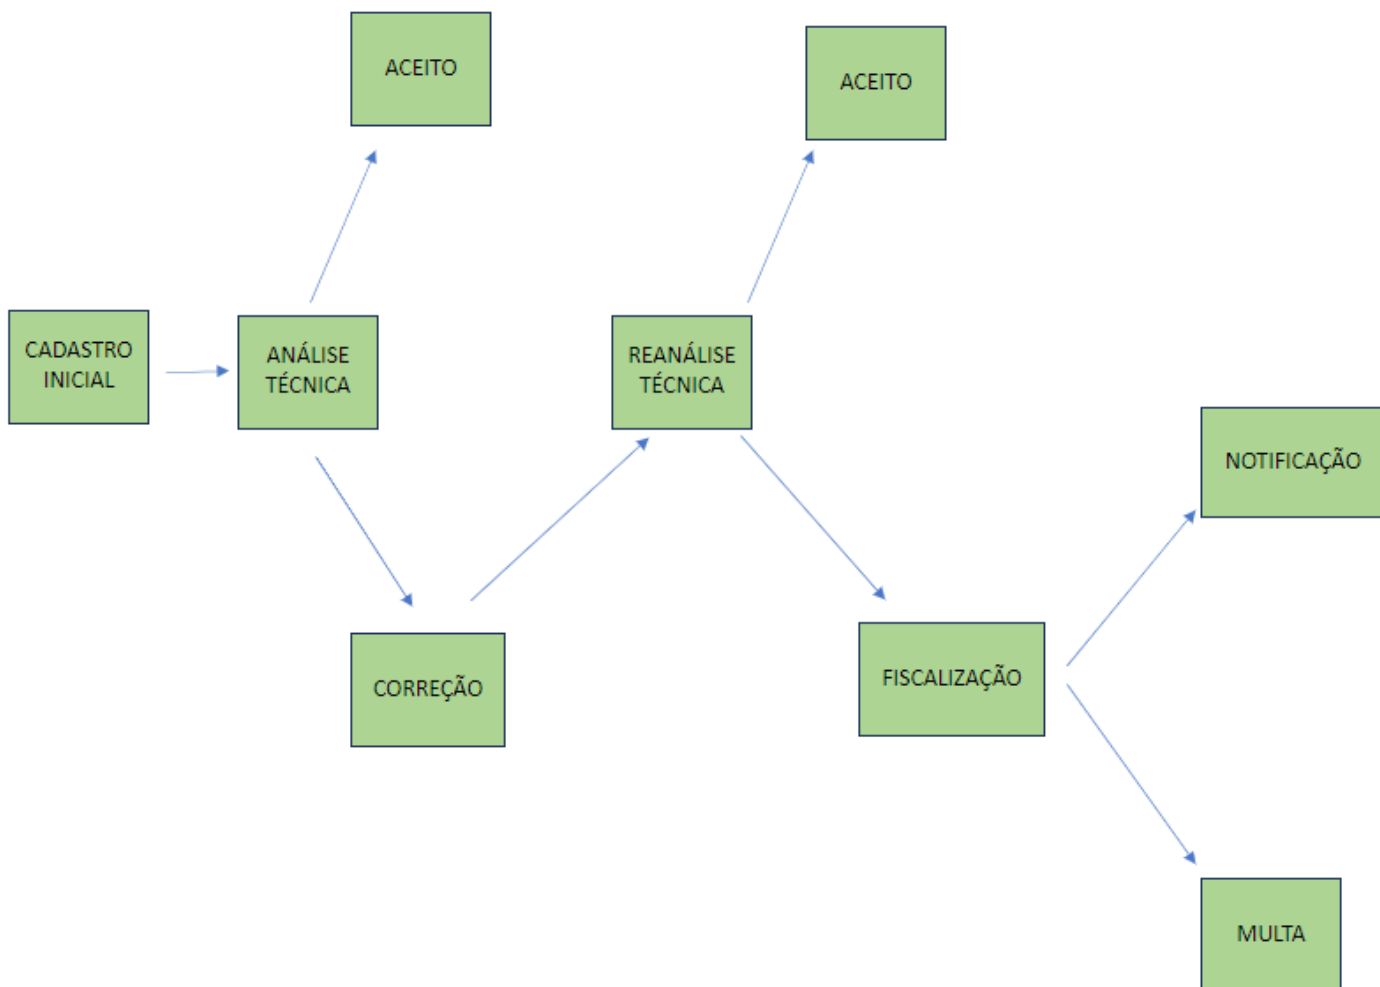 ACEITO
ACEITO
CADASTRO
INICIAL
ANÁLISE
TÉCNICA
REANÁLISE
TÉCNICA
NOTIFICAÇÃO
CORREÇÃO
FISCALIZAÇÃO
MULTA